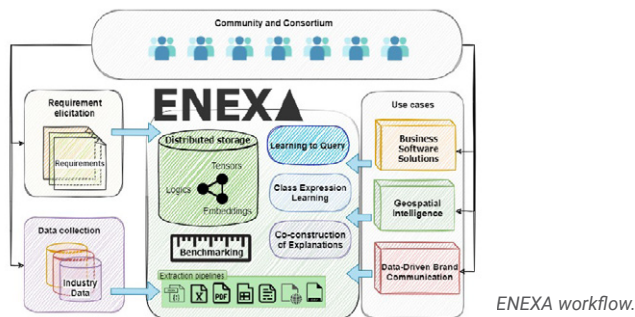 Community and Consortium
Requirement
elicitation
Requirements
Data collection
Industry
Data
ENEXA
Distributed storage
Tensors
Logics
Embeddings
Benchmarking
Learning to Query
Class Expression
Learning
Co-construction
of Explanations
Extraction pipelines
PDF
Use cases
Business
Software
Solutions
Geospatial
Intelligence
Data-Driven Brand
Communication
ENEXA workflow.